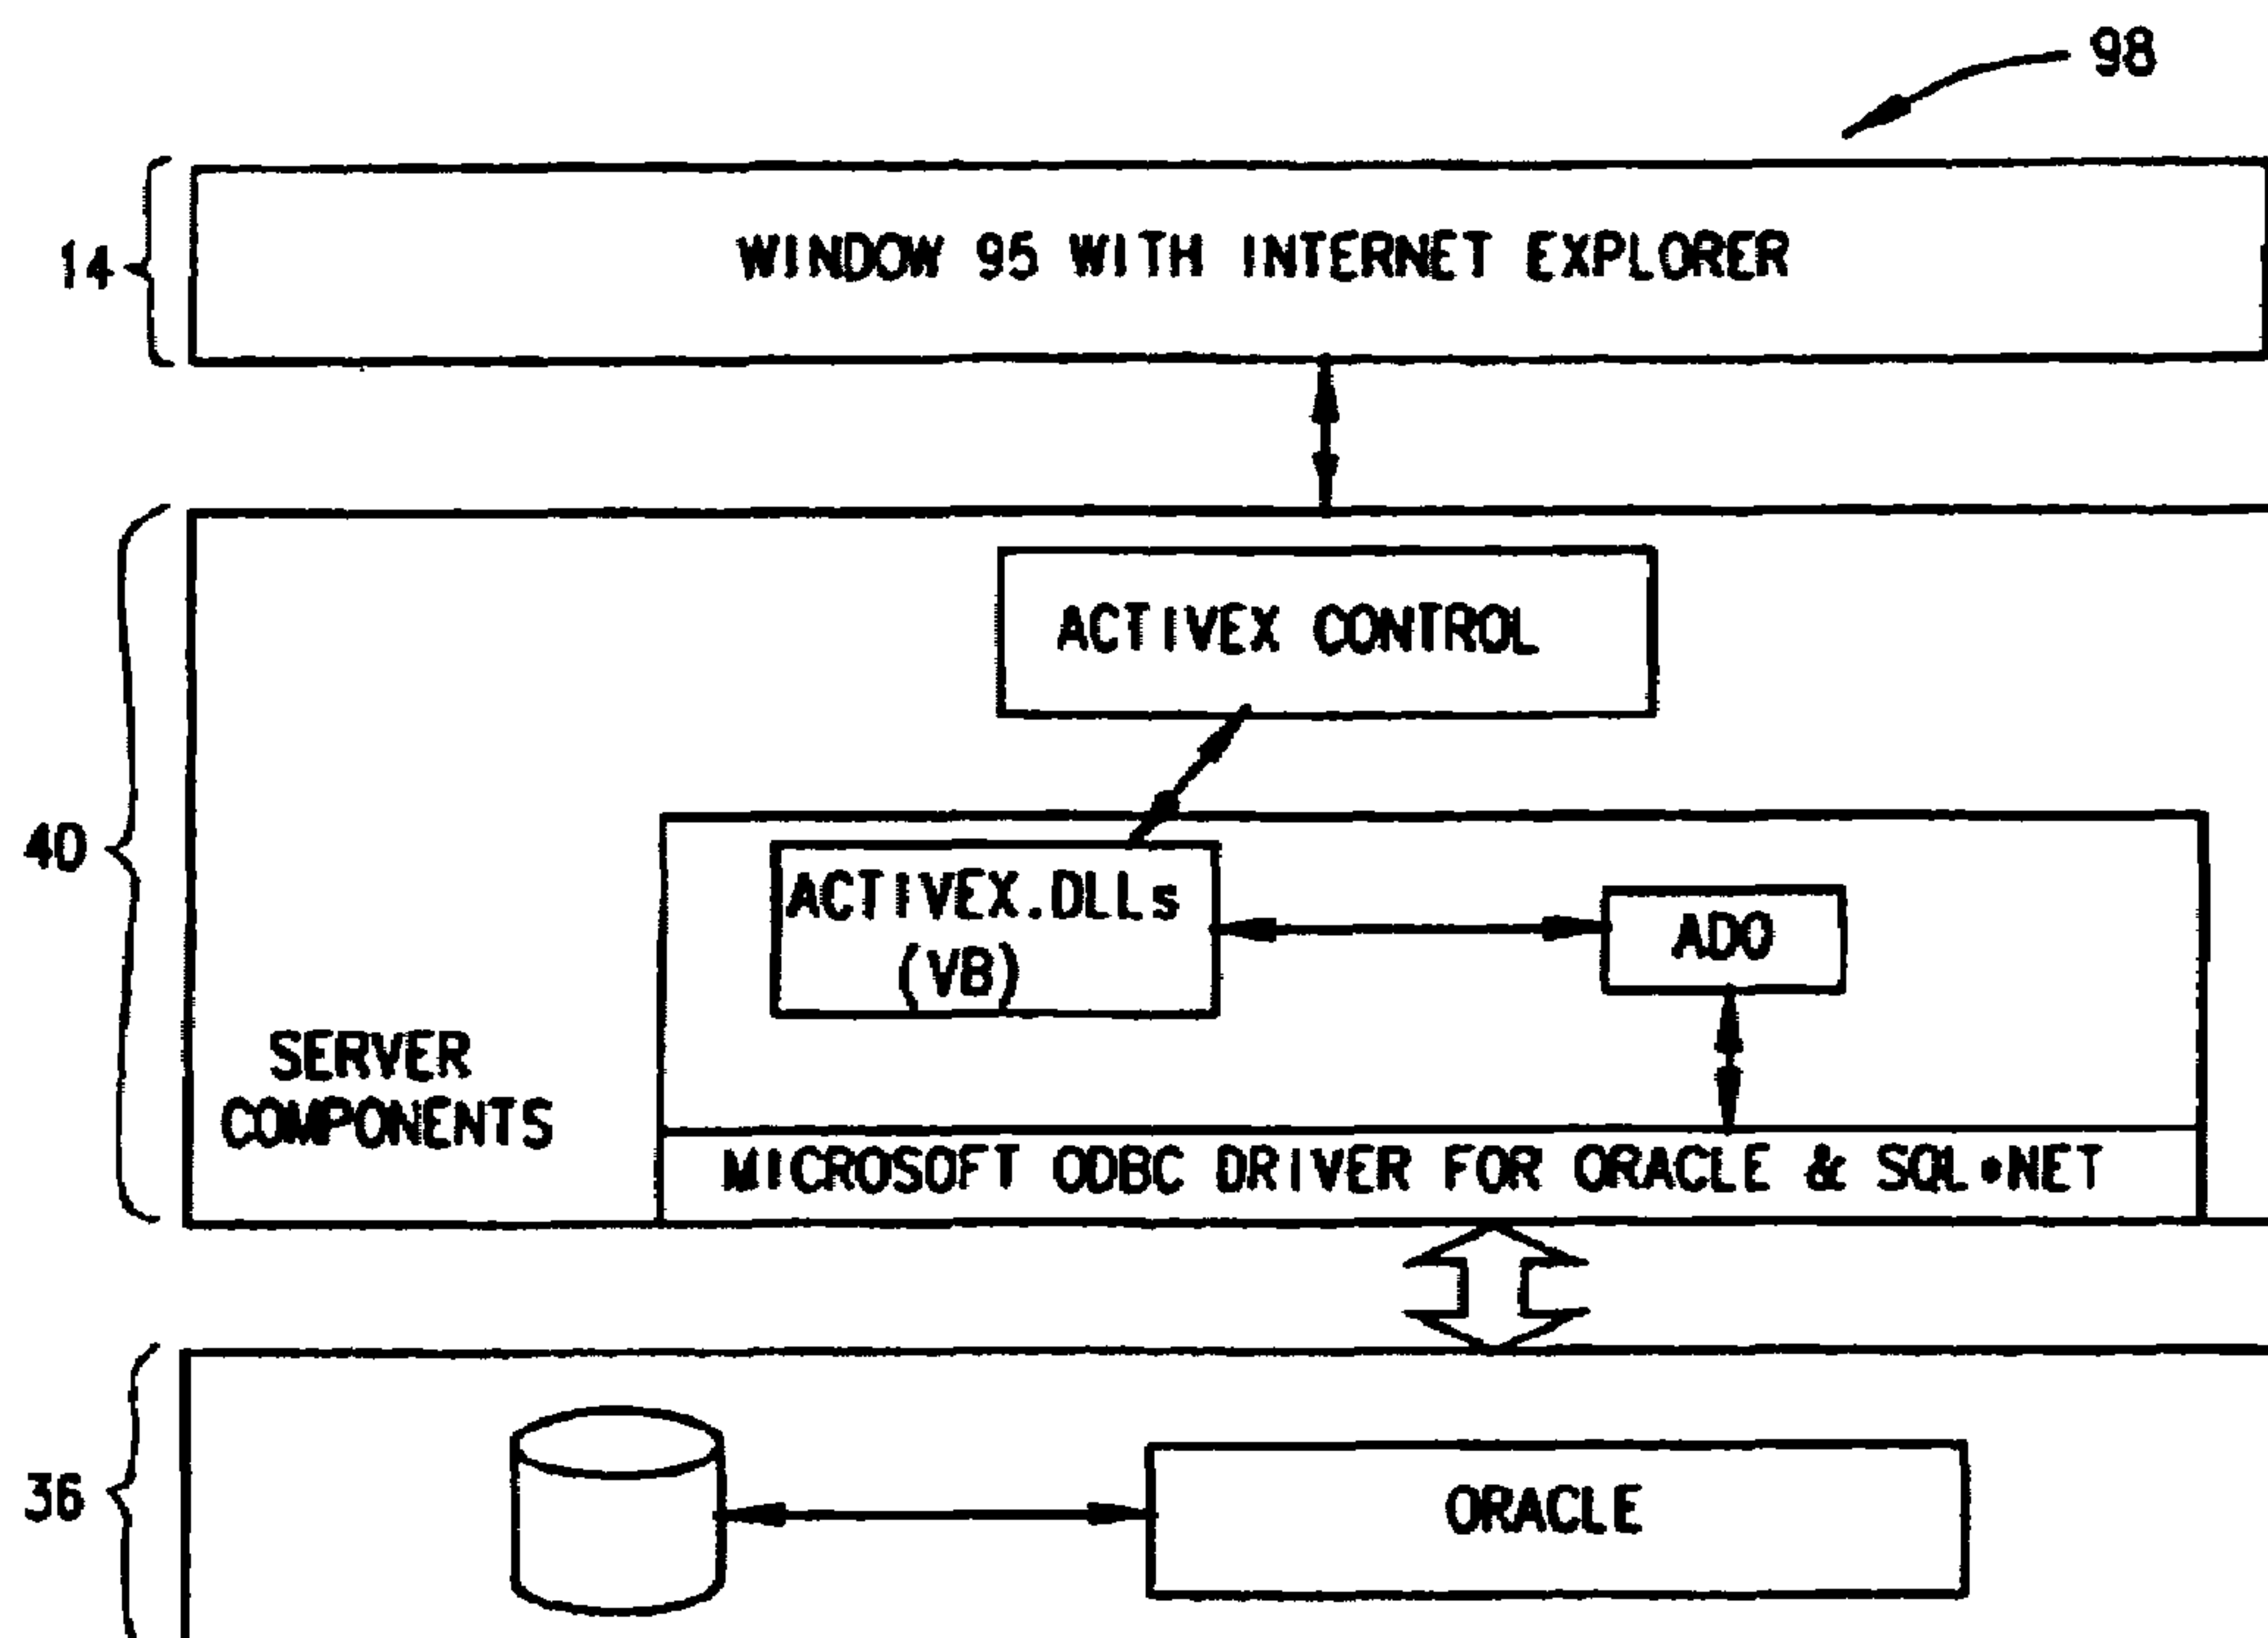 98
14
WINDOW 95 WITH INTERNET EXPLORER
ACTIVEX CONTROL
40
ACTIVEX.DLLs
(VB)
ADO
SERVER
COMPONENTS
MICROSOFT ODBC DRIVER FOR ORACLE & SQL•NET
36
ORACLE